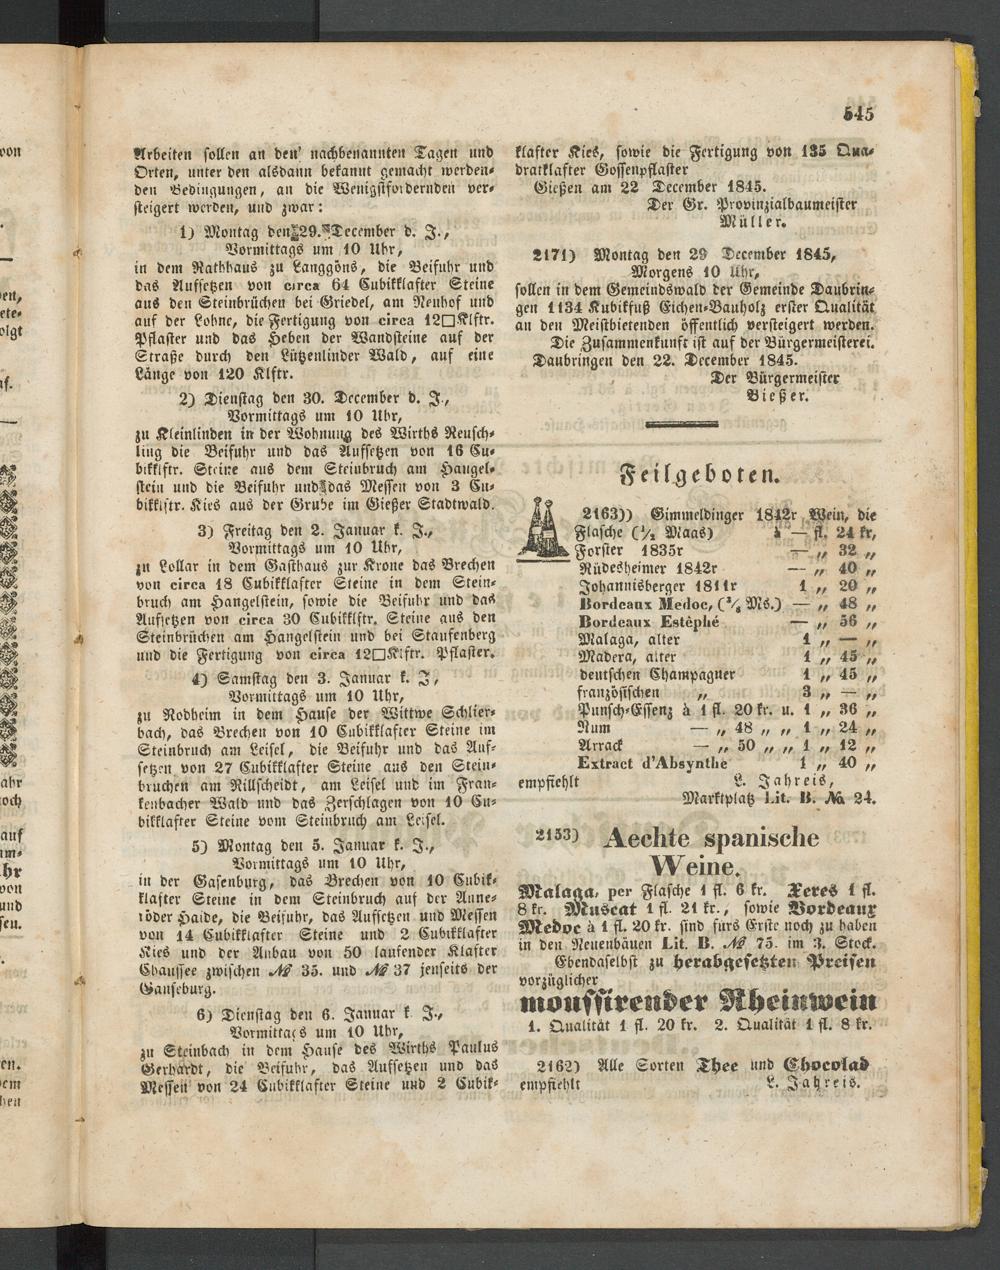 545
Arbeiten sollen an den nachbenannten Tagen und
Orten, unter den alsdann bekannt gemacht werden-
den Bedingungen, an die Wenigstfordernden ver-
steigert werden, und zwar:
1) Montag den 29. December d. J.,
Vormittags um 10 Uhr,
in dem Rathhaus zu Langgöns, die Beifuhr und
das Aufsetzen von circa 64 Cubikklafter Steine
aus den Steinbrüchen bei Griedel, am Neuhof und
auf der Lohne, die Fertigung von circa 12□Klftr.
Pflaster und das Heben der Wandsteine auf der
Straße durch den Lützenlinder Wald, auf eine
Länge von 120 Klftr.
2) Dienstag den 30. December d. J.,
Vormittags um 10 Uhr,
zu Kleinlinden in der Wohnung des Wirths Reusch-
ling die Beifuhr und das Aufsetzen von 16 Cu-
bikklftr. Steine aus dem Steinbruch am Hangel-
stein und die Beifuhr und das Messen von 3 Cu-
bikklftr. Kies aus der Grube im Gießer Stadtwald.
3) Freitag den 2. Januar k. J.,
Vormittags um 10 Uhr,
zu Lollar in dem Gasthaus zur Krone das Brechen
von circa 18 Cubikklafter Steine in dem Stein-
bruch am Hangelstein, sowie die Beifuhr und das
Aufsetzen von circa 30 Cubikklftr. Steine aus den
Steinbrüchen am Hangelstein und bei Staufenberg
und die Fertigung von circa 12□Klftr. Pflaster.
4) Samstag den 3. Januar k. J.,
Vormittags um 10 Uhr,
zu Rodheim in dem Hause der Wittwe Schlier-
bach, das Brechen von 10 Cubikklafter Steine im
Steinbruch am Leisel, die Beifuhr und das Auf-
setzen von 27 Cubikklafter Steine aus den Stein-
brüchen am Rillscheidt, am Leisel und im Fran-
kenbacher Wald und das Zerschlagen von 10 Cu-
bikklafter Steine vom Steinbruch am Leisel.
5) Montag den 5. Januar k. J.,
Vormittags um 10 Uhr,
in der Gasenburg, das Brechen von 10 Cubik-
klafter Steine in dem Steinbruch auf der Anne-
röder Haide, die Beifuhr, das Aufsetzen und Messen
von 14 Cubikklafter Steine und 2 Cubikklafter
Kies und der Anbau von 50 laufender Klafter
Chaussee zwischen № 35. und № 37 jenseits der
Ganseburg.
6) Dienstag den 6. Januar k. J.,
Vormittags um 10 Uhr,
zu Steinbach in dem Hause des Wirths Paulus
Gerhardt, die Beifuhr, das Aufsetzen und das
Messen von 24 Cubikklafter Steine und 2 Cubik-
klafter Kies, sowie die Fertigung von 135 Qua-
dratklafter Gossenpflaster
Gießen am 22 December 1845.
Der Gr. Provinzialbaumeister
Müller.
2171) Montag den 29 December 1845,
Morgens 10 Uhr,
sollen in dem Gemeindswald der Gemeinde Daubrin-
gen 1134 Kubikfuß Eichen-Bauholz erster Qualität
an den Meistbietenden öffentlich versteigert werden.
Die Zusammenkunft ist auf der Bürgermeisterei.
Daubringen den 22. December 1845.
Der Bürgermeister
Bießer.
Feilgeboten.
2163)) Gimmeldinger 1842r Wein, die
Flasche (½ Maas) à — fl. 24 kr,
Forster 1835r — „ 32 „
Rüdesheimer 1842r — „ 40 „
Johannisberger 1811r 1 „ 20 „
Bordeaux Medoc, (⅜ Ms.) — „ 48 „
Bordeaux Estèphé — „ 56 „
Malaga, alter 1 „ — „
Madera, alter 1 „ 45 „
deutschen Champagner 1 „ 45 „
französischen „ 3 „ — „
Punsch-Essenz à 1 fl. 20 kr. u. 1 „ 36 „
Rum — „ 48 „ „ 1 „ 24 „
Arrack — „ 50 „ „ 1 „ 12 „
Extract d'Absynthe 1 „ 40 „
empfiehlt L. Jahreis,
Marktplatz Lit. B. № 24.
2153) Aechte spanische
Weine.
Malaga, per Flasche 1 fl. 6 kr. Xeres 1 fl.
8 kr. Muscat 1 fl. 21 kr., sowie Bordeaux
Medoc à 1 fl. 20 kr. sind fürs Erste noch zu haben
in den Neuenbäuen Lit. B. № 75. im 3. Stock.
Ebendaselbst zu herabgesetzten Preisen
vorzüglicher
moussirender Rheinwein
1. Qualität 1 fl. 20 kr. 2. Qualität 1 fl. 8 kr.
2162) Alle Sorten Thee und Chocolad
empfiehlt L. Jahreis.